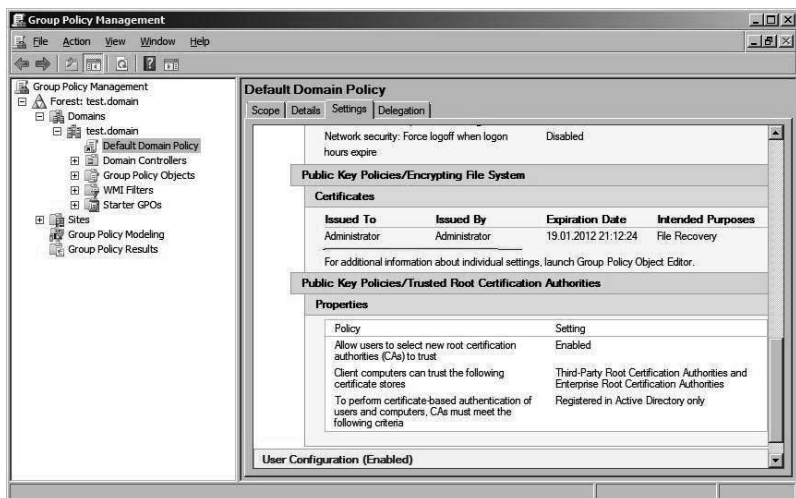 Group Policy Management
File Action View Window Help
Group Policy Management
Forest: test.domain
Domains
test.domain
Default Domain Policy
Domain Controllers
Group Policy Objects
WMI Filters
Starter GPOs
Sites
Group Policy Modeling
Group Policy Results
Default Domain Policy
Scope Details Settings Delegation
Network security: Force logoff when logon Disabled
hours expire
Public Key Policies/Encrypting File System
Certificates
Issued To Issued By Expiration Date Intended Purposes
Administrator Administrator 19.01.2012 21:12:24 File Recovery
For additional information about individual settings, launch Group Policy Object Editor.
Public Key Policies/Trusted Root Certification Authorities
Properties
Policy Setting
Allow users to select new root certification Enabled
authorities (CAs) to trust
Client computers can trust the following Third-Party Root Certification Authorities and
certificate stores Enterprise Root Certification Authorities
To perform certificate-based authentication of Registered in Active Directory only
users and computers, CAs must meet the
following criteria
User Configuration (Enabled)